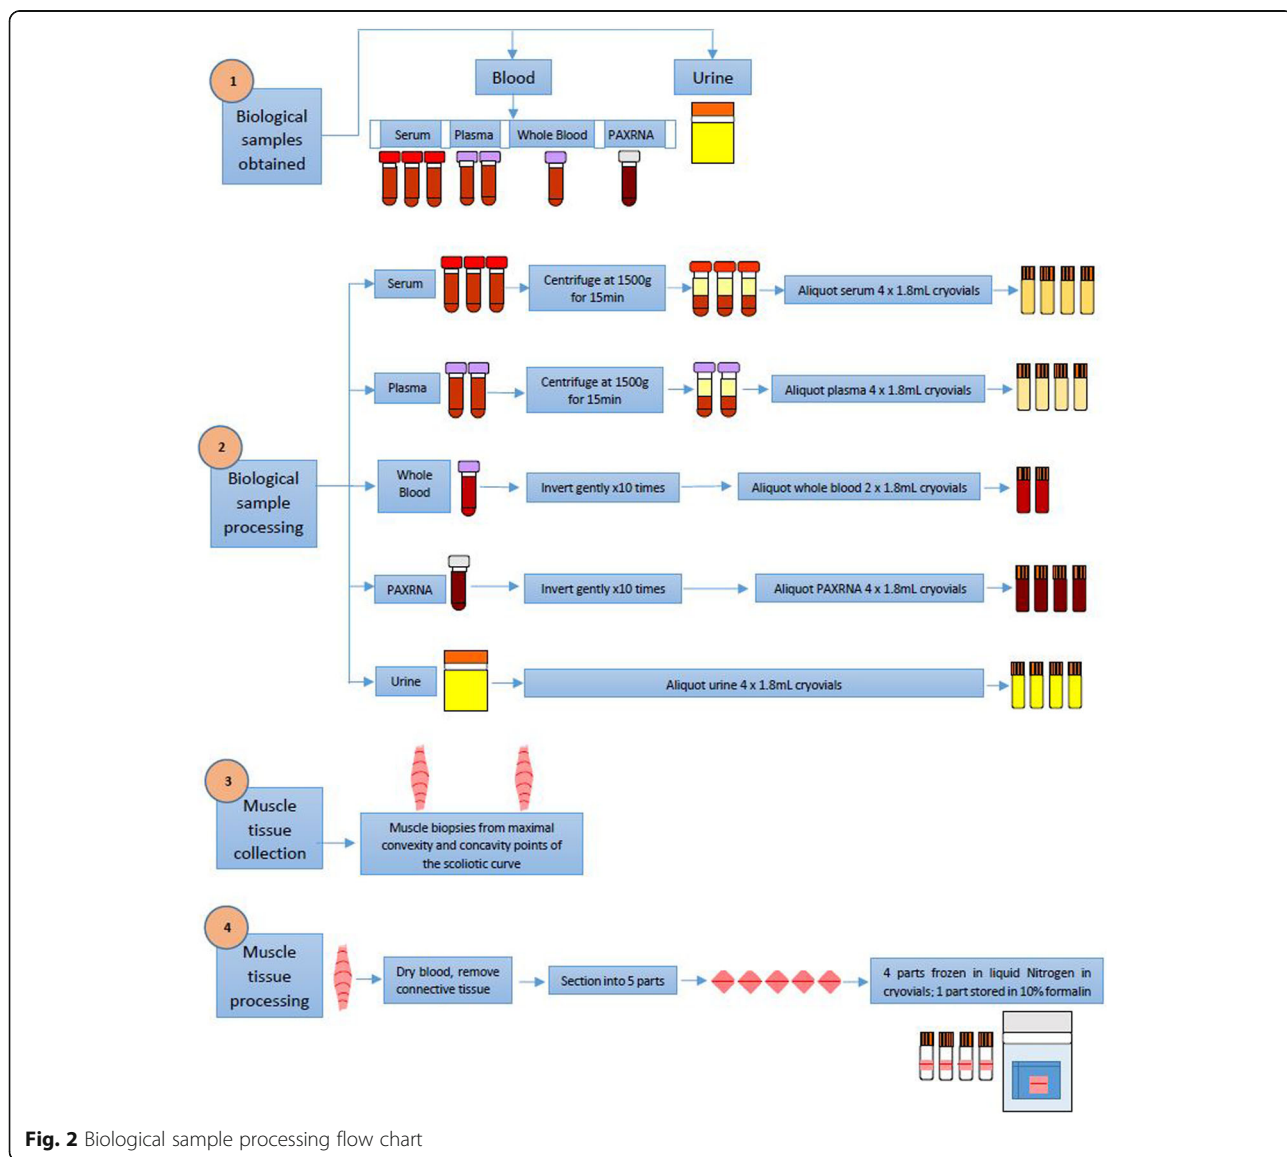 1
Biological
samples
obtained
Blood
Urine
Serum
Plasma
Whole Blood
PAXRNA
2
Biological
sample
processing
Serum
Centrifuge at 1500g
for 15min
Aliquot serum 4 x 1.8mL cryovials
Plasma
Centrifuge at 1500g
for 15min
Aliquot plasma 4 x 1.8mL cryovials
Whole
Blood
Invert gently x10 times
Aliquot whole blood 2 x 1.8mL cryovials
PAXRNA
Invert gently x10 times
Aliquot PAXRNA 4 x 1.8mL cryovials
Urine
Aliquot urine 4 x 1.8mL cryovials
3
Muscle
tissue
collection
Muscle biopsies from maximal
convexity and concavity points of
the scoliotic curve
4
Muscle
tissue
processing
Dry blood, remove
connective tissue
Section into 5 parts
4 parts frozen in liquid Nitrogen in
cryovials; 1 part stored in 10% formalin
Fig. 2 Biological sample processing flow chart